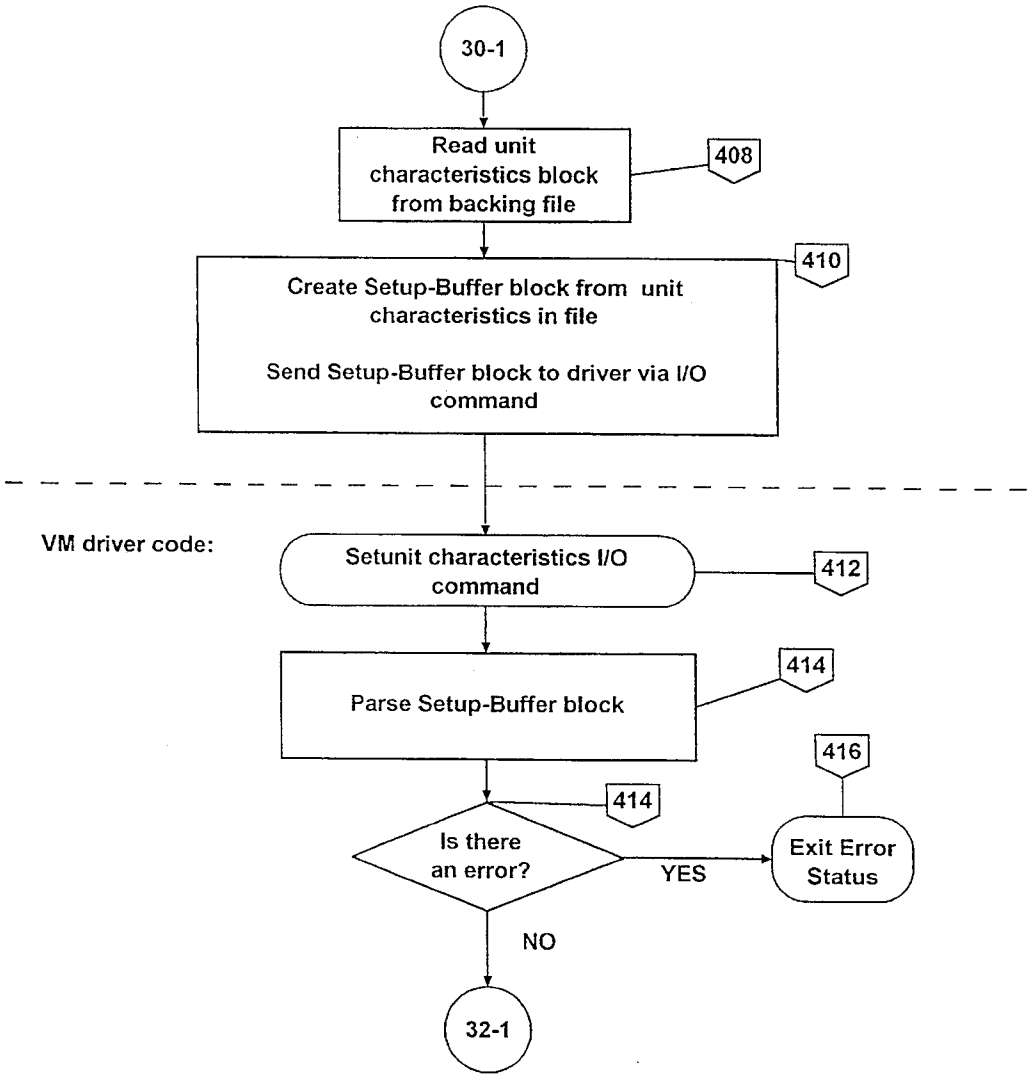 30-1
Read unit
characteristics block
from backing file
408
410
Create Setup-Buffer block from unit
characteristics in file
Send Setup-Buffer block to driver via I/O
command
VM driver code:
Setunit characteristics I/O
command
412
414
Parse Setup-Buffer block
416
414
Is there
an error?
YES
Exit Error
Status
NO
32-1